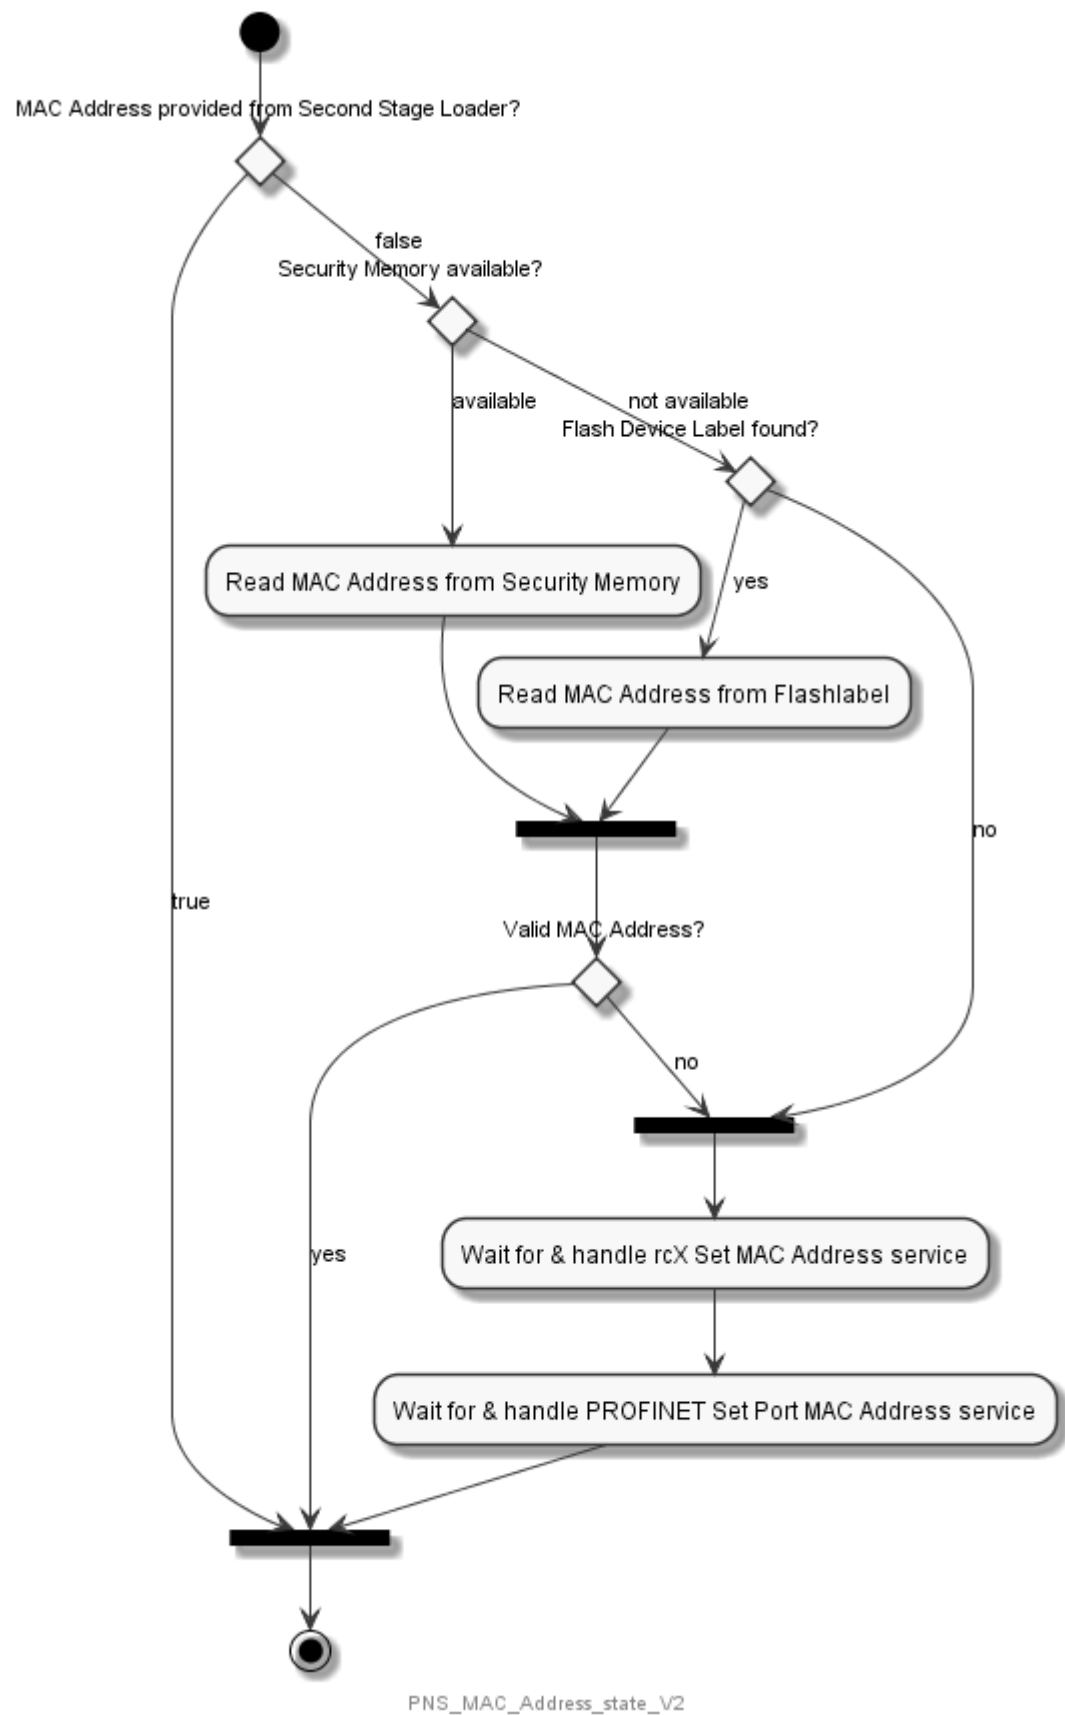 MAC Address provided from Second Stage Loader?
false
Security Memory available?
available
not available
Flash Device Label found?
Read MAC Address from Security Memory
yes
Read MAC Address from Flashlabel
no
true
Valid MAC Address?
no
yes
Wait for & handle rcX Set MAC Address service
Wait for & handle PROFINET Set Port MAC Address service
PNS_MAC_Address_state_V2